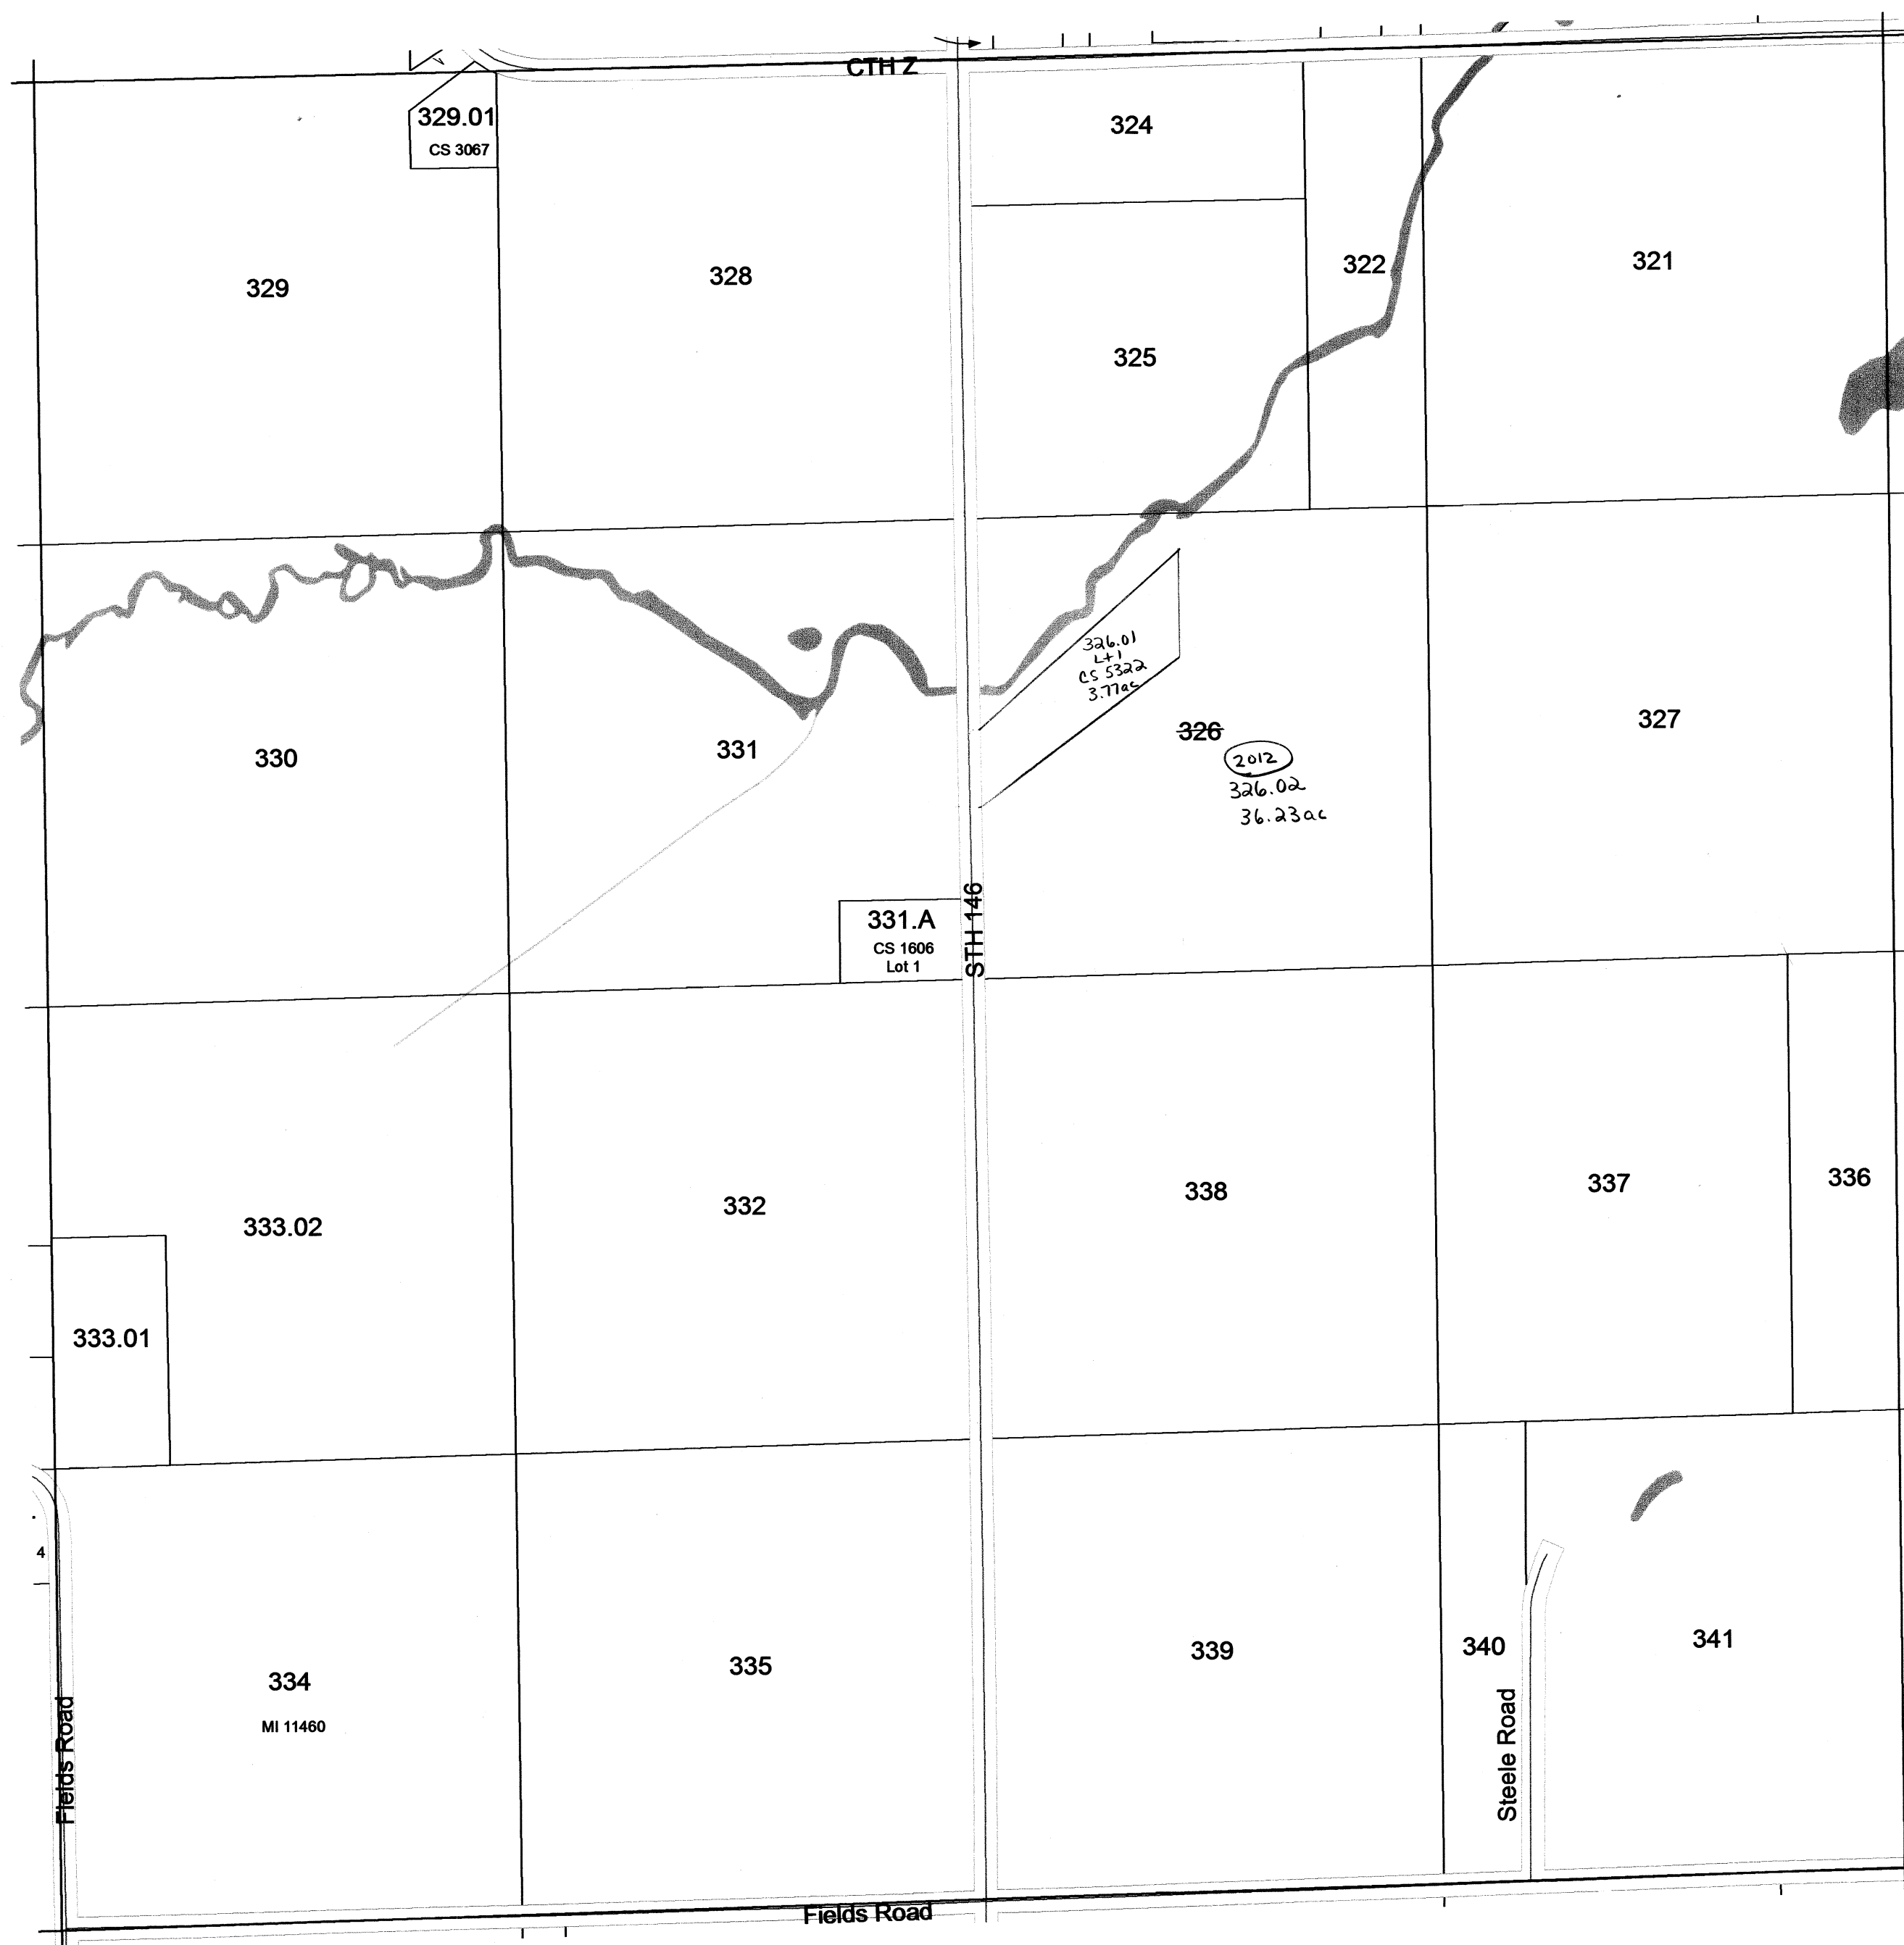 CTH Z
329.01
CS 3067
324
329
328
322
321
325
326.01
Lt 1
CS 5322
3.77ac
330
331
326
2012
326.02
36.23ac
327
331.A
CS 1606
Lot 1
STH 146
333.02
332
338
337
336
333.01
4
334
MI 11460
335
339
340
341
Fields Road
Steele Road
Fields Road